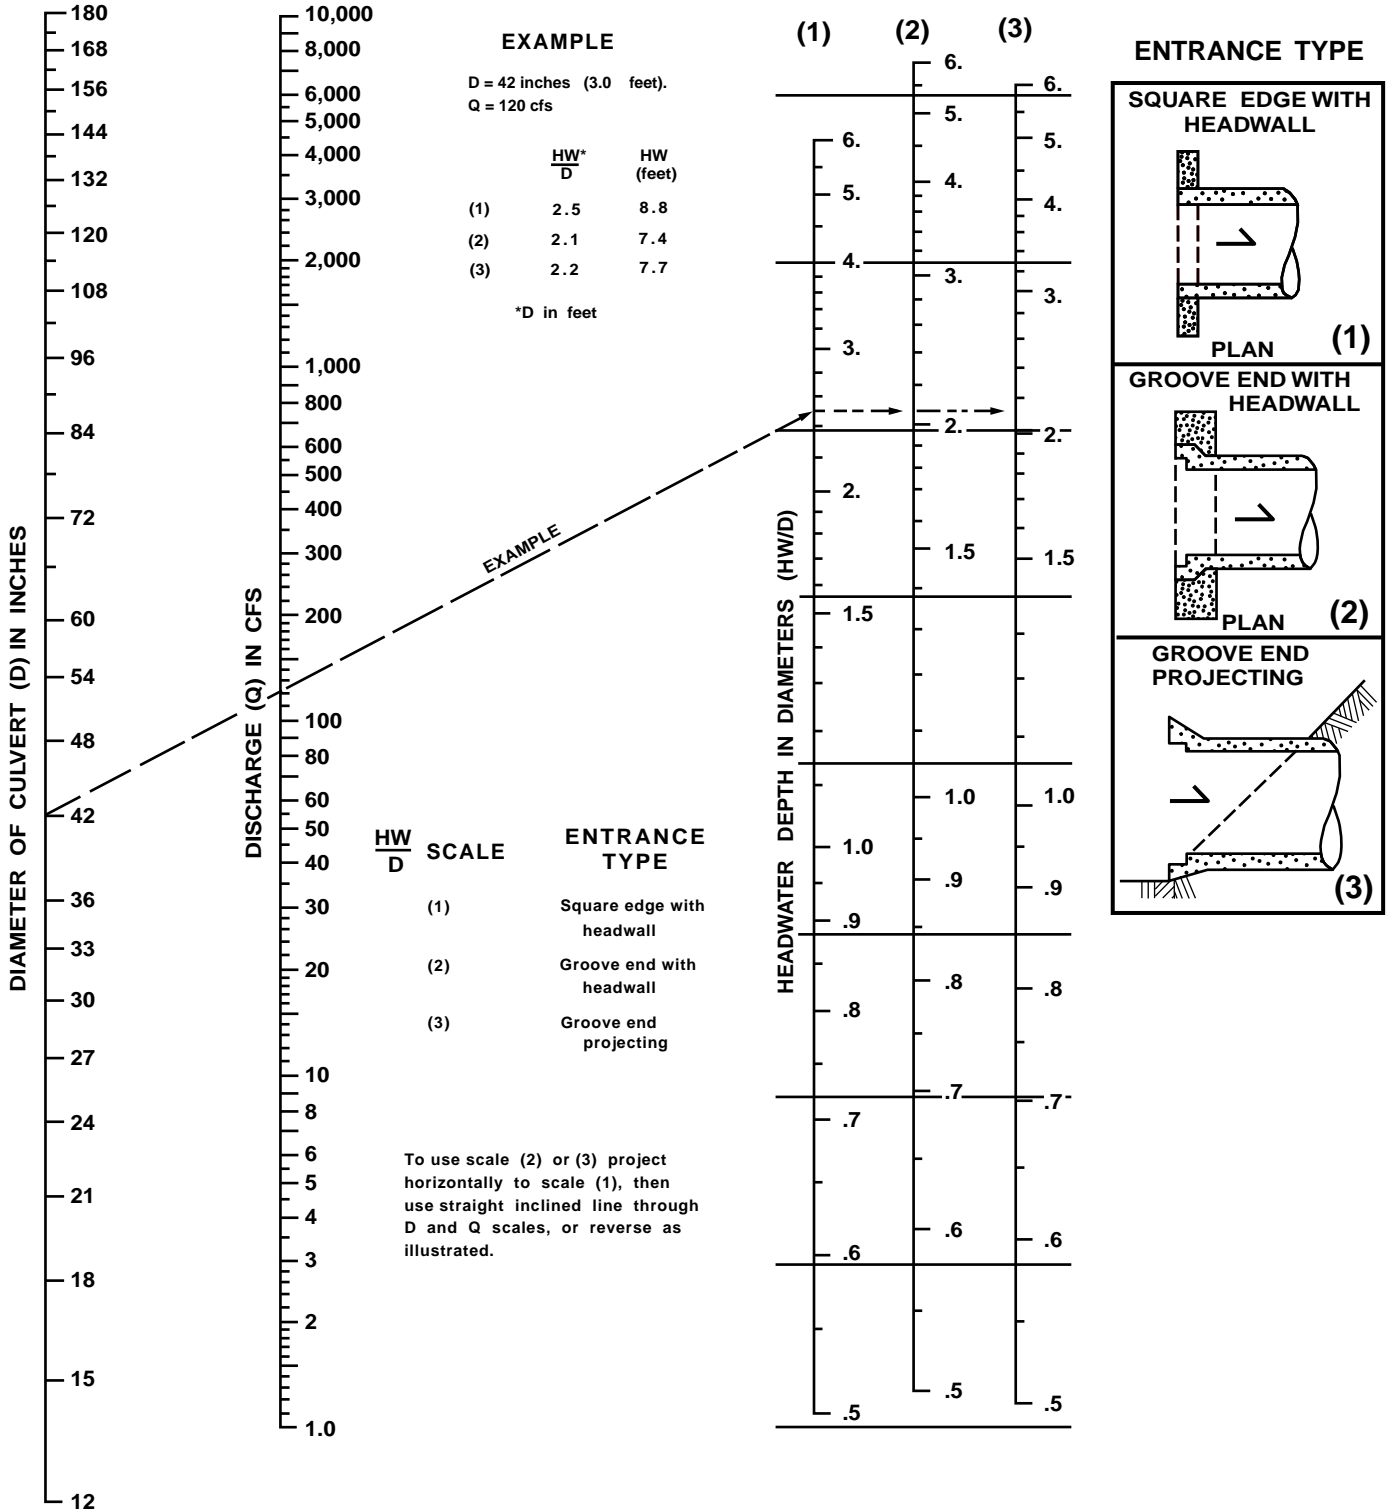 180
168
156
144
132
120
108
96
84
72
60
54
48
42
36
33
30
27
24
21
18
15
12
DIAMETER OF CULVERT (D) IN INCHES
10,000
8,000
6,000
5,000
4,000
3,000
2,000
1,000
800
600
500
400
300
200
100
80
60
50
40
30
20
10
8
6
5
4
3
2
1.0
DISCHARGE (Q) IN CFS
EXAMPLE
D = 42 inches (3.0 feet).
Q = 120 cfs
HW* HW
D (feet)
(1) 2.5 8.8
(2) 2.1 7.4
(3) 2.2 7.7
*D in feet
EXAMPLE
HW
D SCALE ENTRANCE
TYPE
(1) Square edge with
headwall
(2) Groove end with
headwall
(3) Groove end
projecting
To use scale (2) or (3) project
horizontally to scale (1), then
use straight inclined line through
D and Q scales, or reverse as
illustrated.
HEADWATER DEPTH IN DIAMETERS (HW/D)
(1)
6.
5.
4.
3.
2.
1.5
1.0
.9
.8
.7
.6
.5
(2)
6.
5.
4.
3.
2.
1.5
1.0
.9
.8
.7
.6
.5
(3)
6.
5.
4.
3.
2.
1.5
1.0
.9
.8
.7
.6
.5
ENTRANCE TYPE
SQUARE EDGE WITH
HEADWALL
PLAN
(1)
GROOVE END WITH
HEADWALL
PLAN
(2)
GROOVE END
PROJECTING
(3)